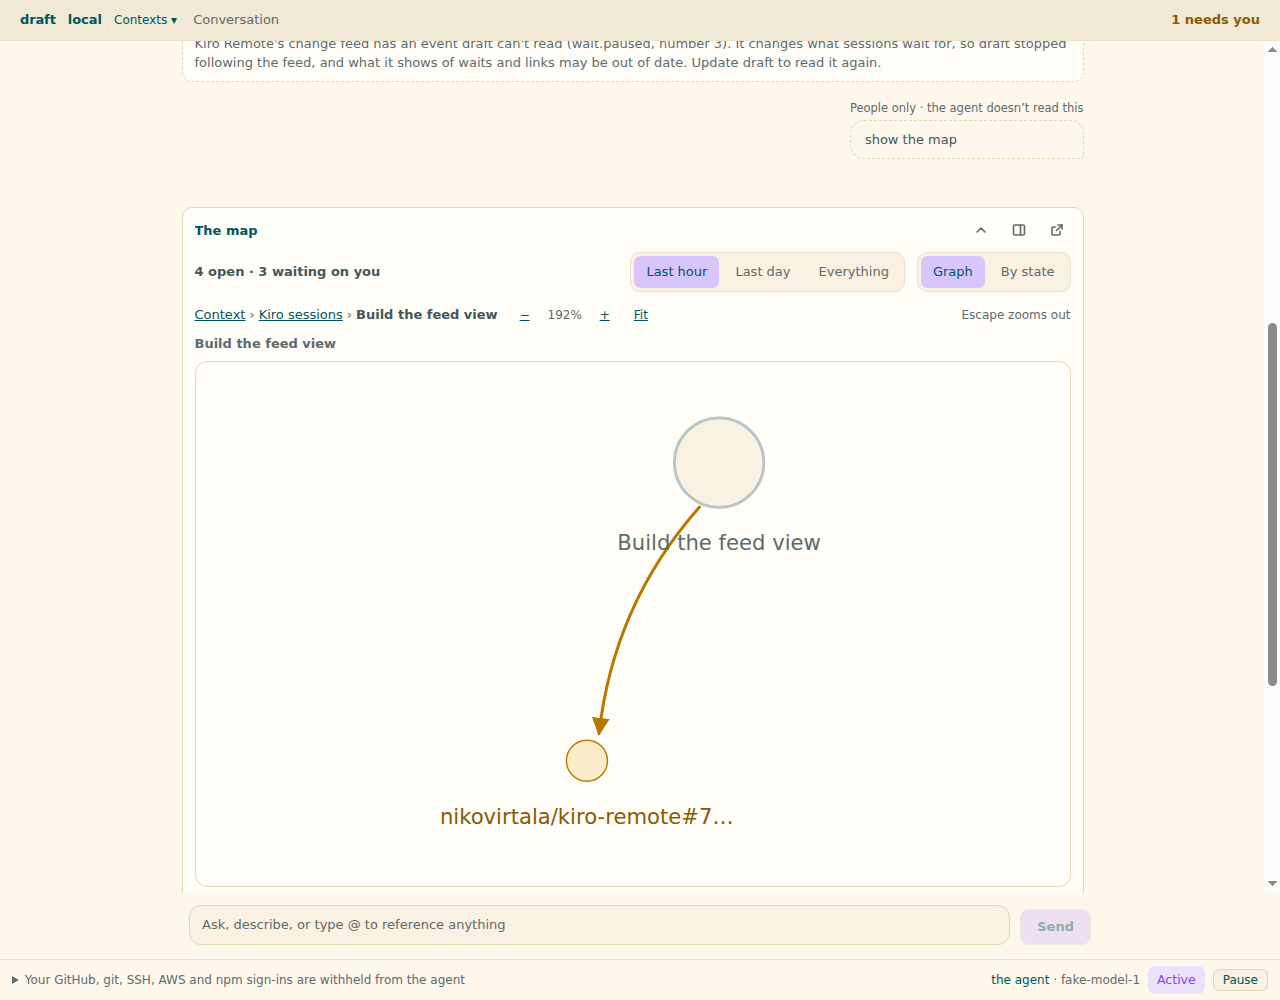 draft local Contexts ▾ Conversation 1 needs you
Kiro Remote's change feed has an event draft can't read (wait.paused, number 3). It changes what sessions wait for, so draft stopped
following the feed, and what it shows of waits and links may be out of date. Update draft to read it again.
People only · the agent doesn't read this
show the map
The map
4 open · 3 waiting on you Last hour Last day Everything Graph By state
Context › Kiro sessions › Build the feed view − 192% + Fit Escape zooms out
Build the feed view
Build the feed view
nikovirtala/kiro-remote#7…
Ask, describe, or type @ to reference anything Send
▶ Your GitHub, git, SSH, AWS and npm sign-ins are withheld from the agent the agent · fake-model-1 Active Pause